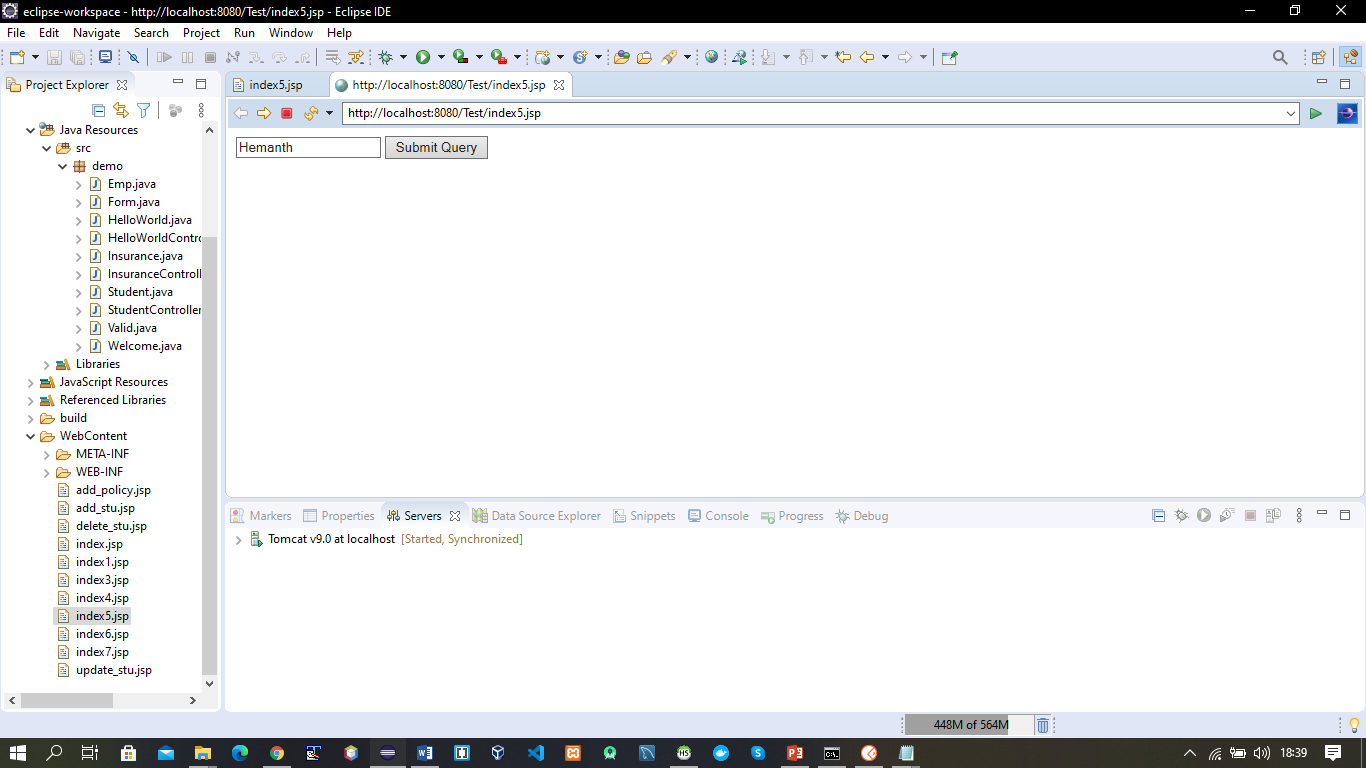 eclipse-workspace - http://localhost:8080/Test/index5.jsp - Eclipse IDE
File Edit Navigate Search Project Run Window Help
Project Explorer
index5.jsp
http://localhost:8080/Test/index5.jsp
http://localhost:8080/Test/index5.jsp
Hemanth
Submit Query
Java Resources
src
demo
Emp.java
Form.java
HelloWorld.java
HelloWorldContro
Insurance.java
InsuranceControll
Student.java
StudentController
Valid.java
Welcome.java
Libraries
JavaScript Resources
Referenced Libraries
build
WebContent
META-INF
WEB-INF
add_policy.jsp
add_stu.jsp
delete_stu.jsp
index.jsp
index1.jsp
index3.jsp
index4.jsp
index5.jsp
index6.jsp
index7.jsp
update_stu.jsp
Markers Properties Servers Data Source Explorer Snippets Console Progress Debug
Tomcat v9.0 at localhost [Started, Synchronized]
448M of 564M
18:39